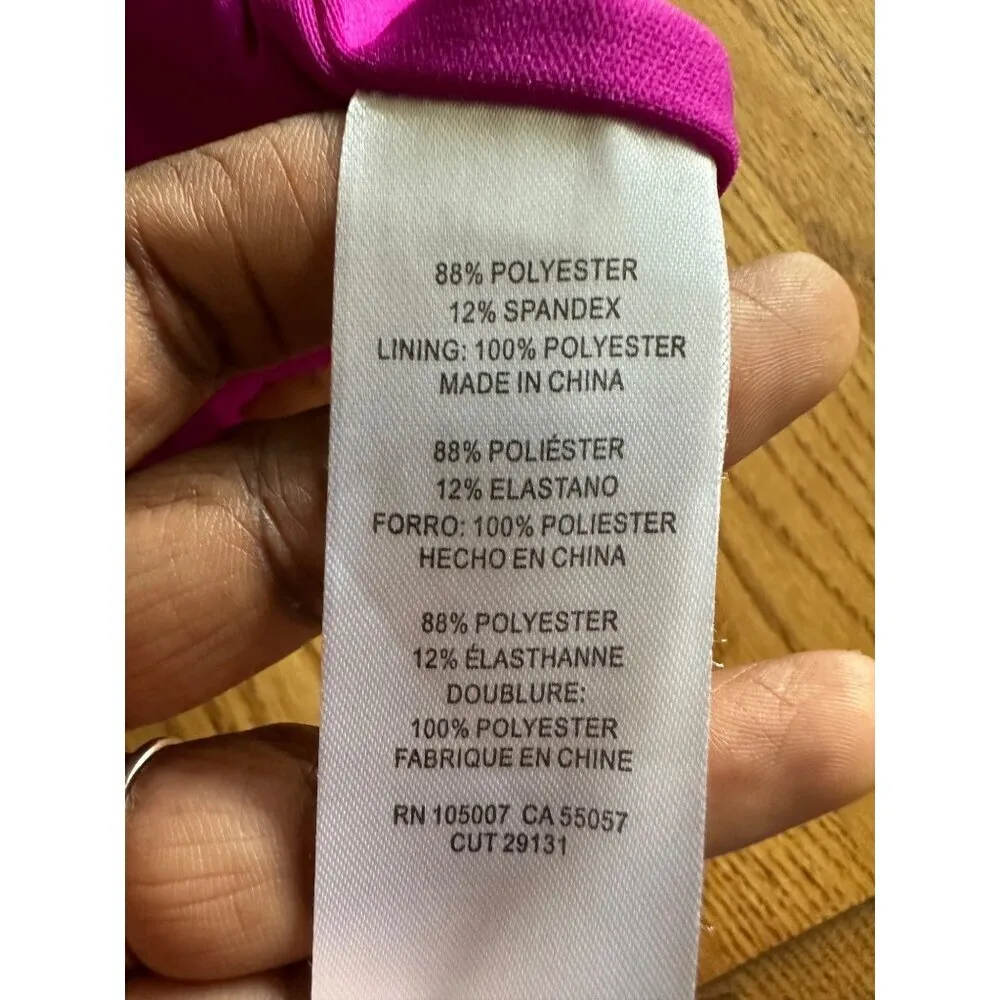 88% POLYESTER
12% SPANDEX
LINING: 100% POLYESTER
MADE IN CHINA
88% POLIÉSTER
12% ELASTANO
FORRO: 100% POLIESTER
HECHO EN CHINA
88% POLYESTER
12% ÉLASTHANNE
DOUBLURE:
100% POLYESTER
FABRIQUE EN CHINE
RN 105007 CA 55057
CUT 29131